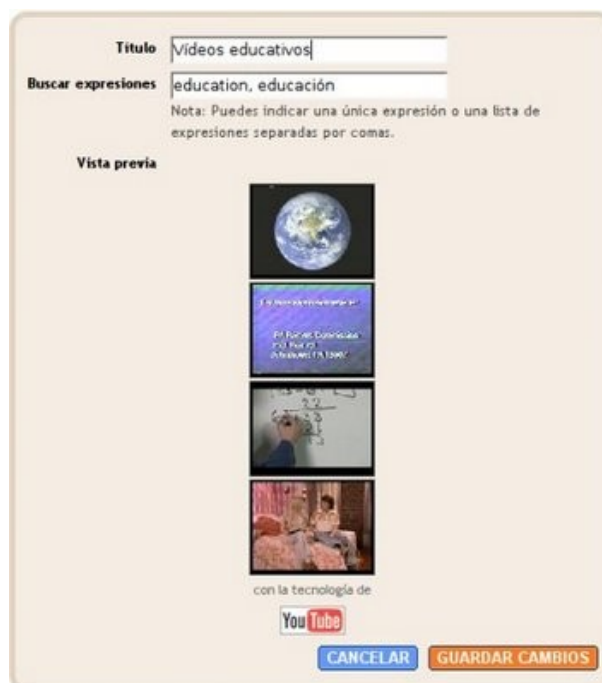 Título
Vídeos educativos
Buscar expresiones
education, educación
Nota: Puedes indicar una única expresión o una lista de
expresiones separadas por comas.
Vista previa
22
con la tecnología de
YouTube
CANCELAR
GUARDAR CAMBIOS